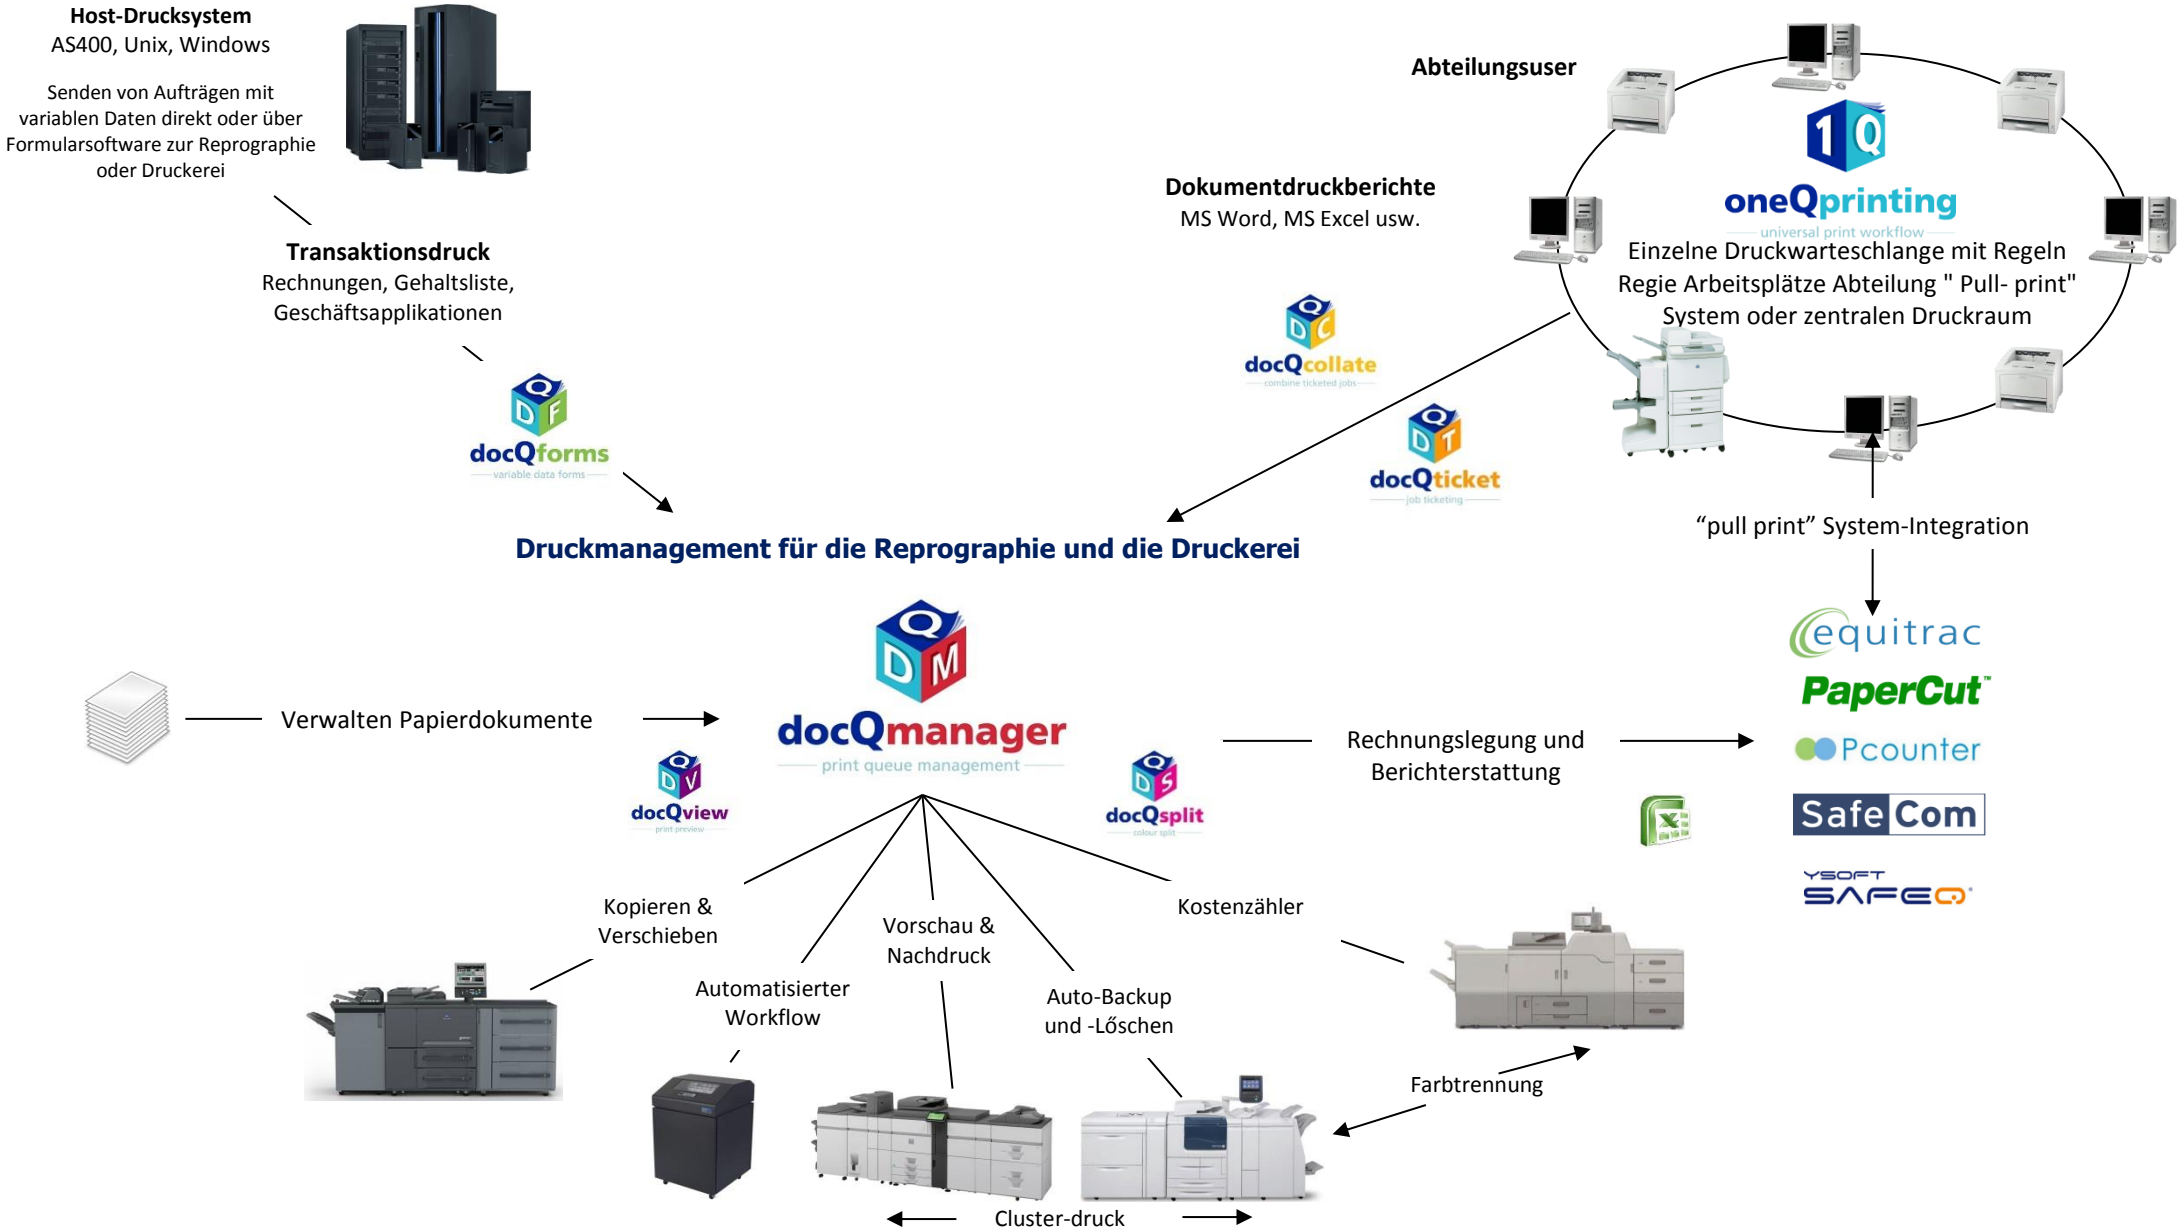 Host-Drucksystem
AS400, Unix, Windows
Senden von Aufträgen mit
variablen Daten direkt oder über
Formularsoftware zur Reprographie
oder Druckerei
Transaktionsdruck
Rechnungen, Gehaltsliste,
Geschäftsapplikationen
Q
D F
docQforms
variable data forms
Abteilungsuser
Dokumentdruckberichte
MS Word, MS Excel usw.
1Q
oneQprinting
universal print workflow
Einzelne Druckwarteschlange mit Regeln
Regie Arbeitsplätze Abteilung " Pull- print"
System oder zentralen Druckraum
Q
D C
docQcollate
combine ticketed jobs
Q
D T
docQticket
job ticketing
“pull print” System-Integration
Druckmanagement für die Reprographie und die Druckerei
Q
D M
docQmanager
print queue management
Verwalten Papierdokumente
Q
D V
docQview
print preview
Q
D S
docQsplit
colour split
Rechnungslegung und
Berichterstattung
equitrac
PaperCut™
Pcounter
SafeCom
YSOFT
SAFEQ
X
Kopieren &
Verschieben
Automatisierter
Workflow
Vorschau &
Nachdruck
Auto-Backup
und -Lőschen
Kostenzähler
Farbtrennung
Cluster-druck